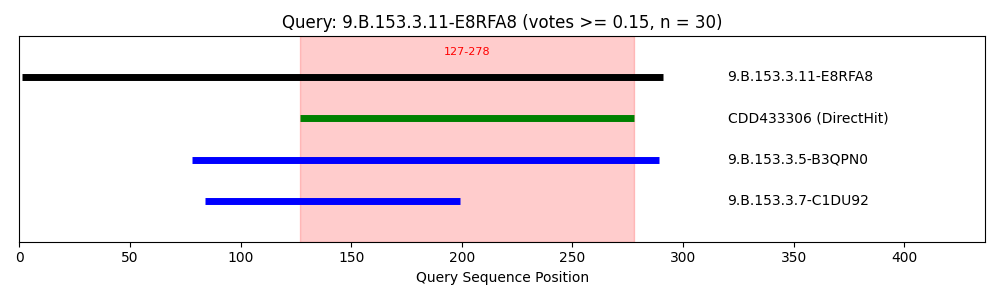 Query: 9.B.153.3.11-E8RFA8 (votes >= 0.15, n = 30)
127-278
9.B.153.3.11-E8RFA8
CDD433306 (DirectHit)
9.B.153.3.5-B3QPN0
9.B.153.3.7-C1DU92
0 50 100 150 200 250 300 350 400
Query Sequence Position